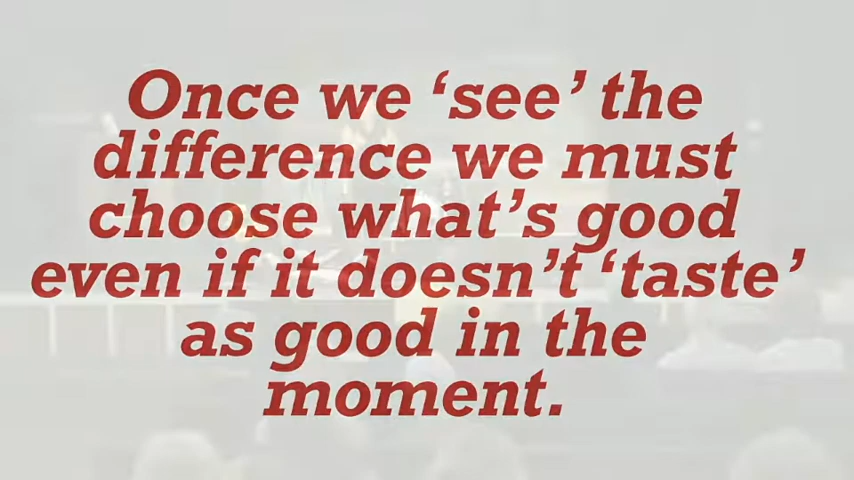 Once we ‘see’ the
difference we must
choose what’s good
even if it doesn’t ‘taste’
as good in the
moment.